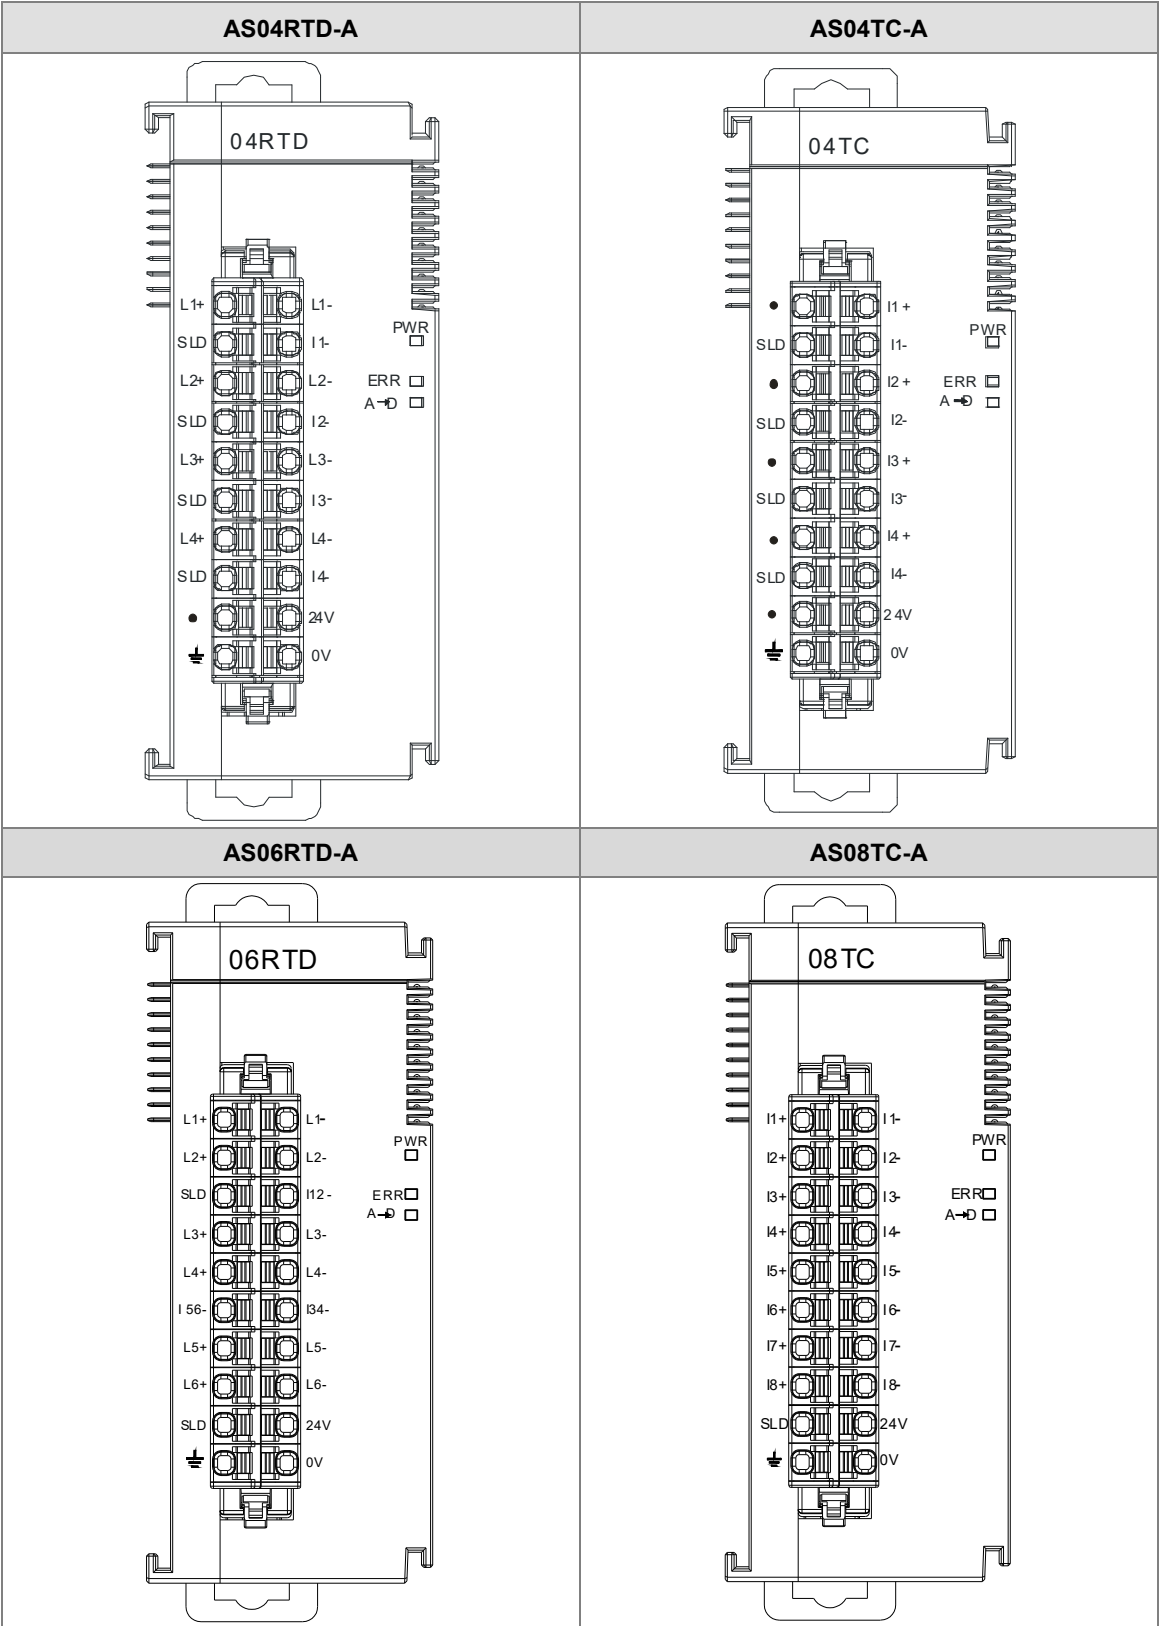 AS04RTD-A AS04TC-A
04RTD
L1+ L1-
PWR
SLD I1-
L2+ L2- ERR
A→D
SLD I2-
L3+ L3-
SLD I3-
L4+ L4-
SLD I4-
● 24V
0V
04TC
● I1+
PWR
SLD I1-
● I2+ ERR
A→D
SLD I2-
● I3+
SLD I3-
● I4+
SLD I4-
● 24V
0V
AS06RTD-A AS08TC-A
06RTD
L1+ L1-
PWR
L2+ L2-
SLD I12- ERR
A→D
L3+ L3-
L4+ L4-
I56- I34-
L5+ L5-
L6+ L6-
SLD 24V
0V
08TC
I1+ I1-
PWR
I2+ I2-
I3+ I3- ERR
A→D
I4+ I4-
I5+ I5-
I6+ I6-
I7+ I7-
I8+ I8-
SLD 24V
0V